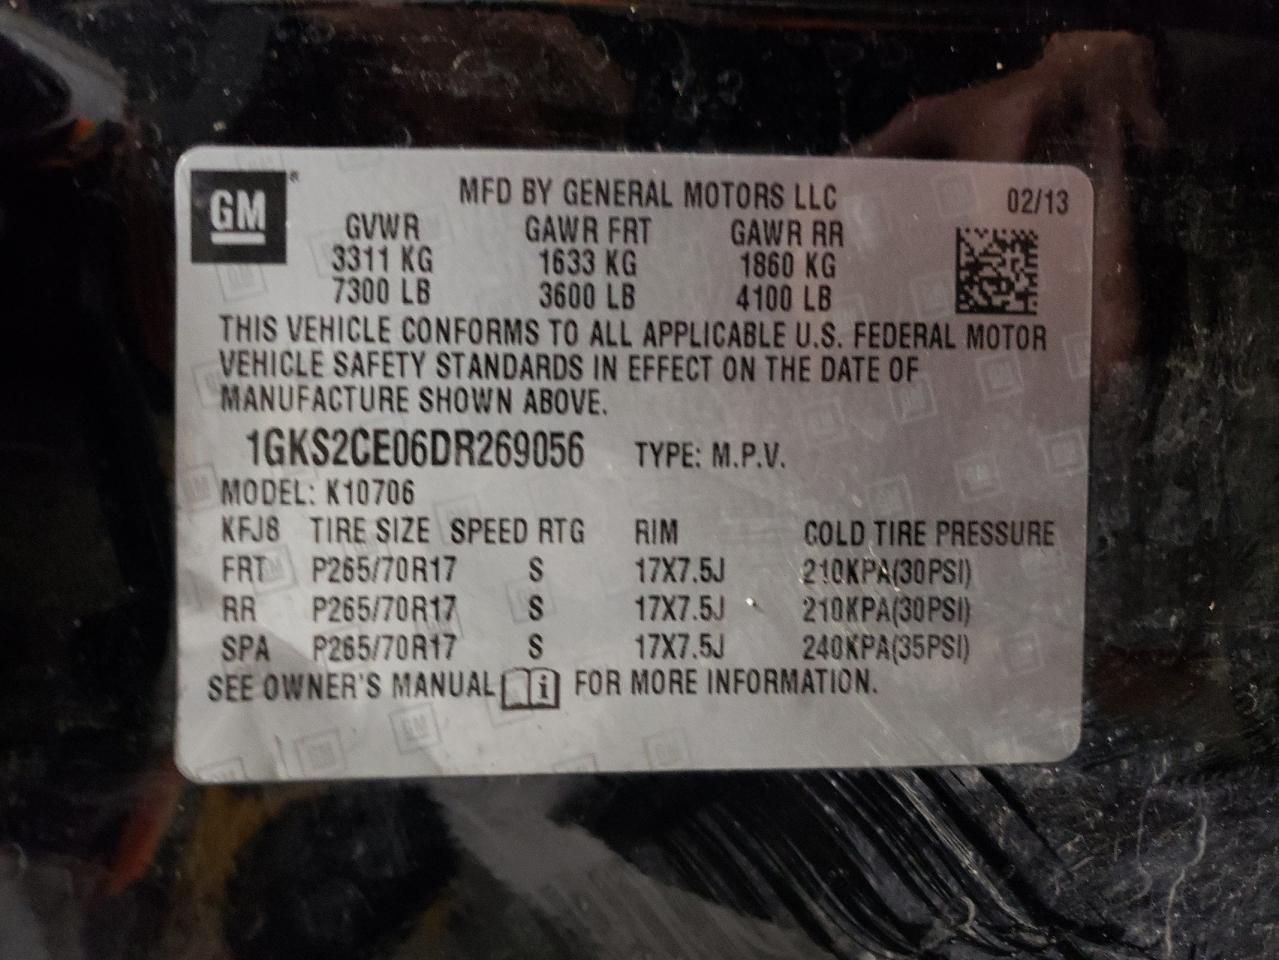 GM
MFD BY GENERAL MOTORS LLC 02/13
GVWR GAWR FRT GAWR RR
3311 KG 1633 KG 1860 KG
7300 LB 3600 LB 4100 LB
THIS VEHICLE CONFORMS TO ALL APPLICABLE U.S. FEDERAL MOTOR
VEHICLE SAFETY STANDARDS IN EFFECT ON THE DATE OF
MANUFACTURE SHOWN ABOVE.
1GKS2CE06DR269056 TYPE: M.P.V.
MODEL: K10706
KFJ8 TIRE SIZE SPEED RTG RIM COLD TIRE PRESSURE
FRT P265/70R17 S 17X7.5J 210KPA(30PSI)
RR P265/70R17 S 17X7.5J 210KPA(30PSI)
SPA P265/70R17 S 17X7.5J 240KPA(35PSI)
SEE OWNER'S MANUAL i FOR MORE INFORMATION.